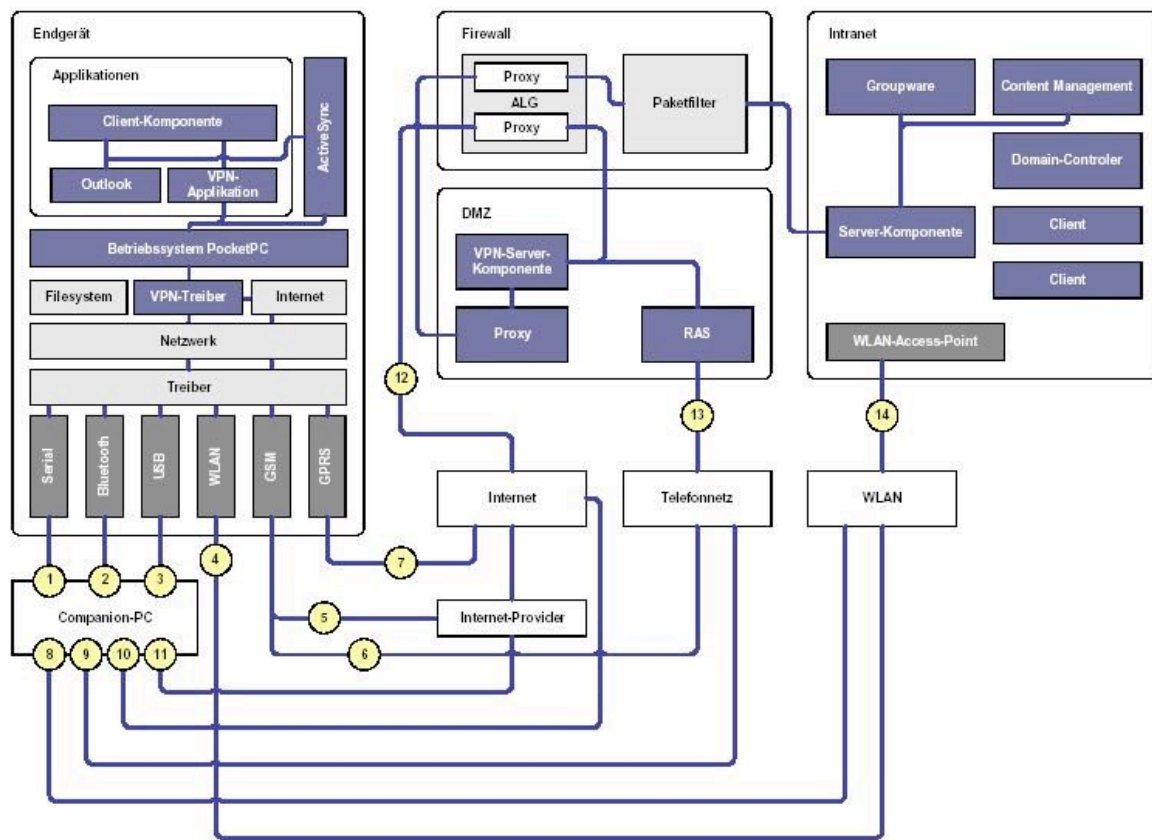 Endgerät
Applikationen
Client-Komponente
Outlook
VPN-
Applikation
ActiveSync
Betriebssystem PocketPC
Filesystem
VPN-Treiber
Internet
Netzwerk
Treiber
Serial
Bluetooth
USB
WLAN
GSM
GPRS
Firewall
Proxy
ALG
Proxy
Paketfilter
DMZ
VPN-Server-
Komponente
Proxy
RAS
Intranet
Groupware
Content Management
Domain-Controler
Server-Komponente
Client
Client
WLAN-Access-Point
12
13
14
Internet
Telefonnetz
WLAN
1
2
3
4
7
Companion-PC
5
Internet-Provider
6
8
9
10
11